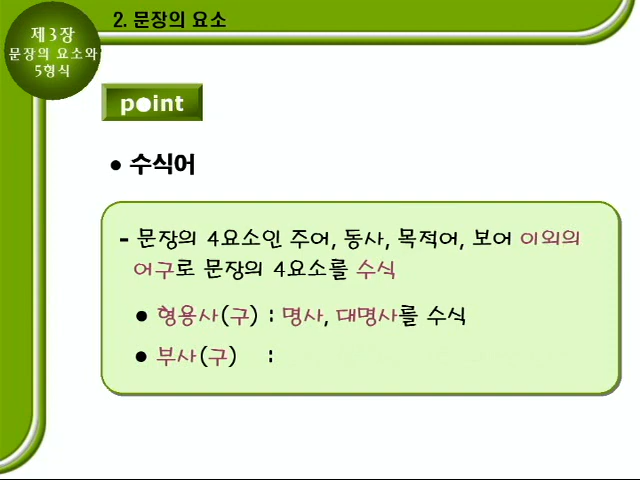 제3장
문장의 요소와
5형식
2. 문장의 요소
point
● 수식어
- 문장의 4요소인 주어, 동사, 목적어, 보어 이외의
어구로 문장의 4요소를 수식
● 형용사(구) : 명사, 대명사를 수식
● 부사(구) :